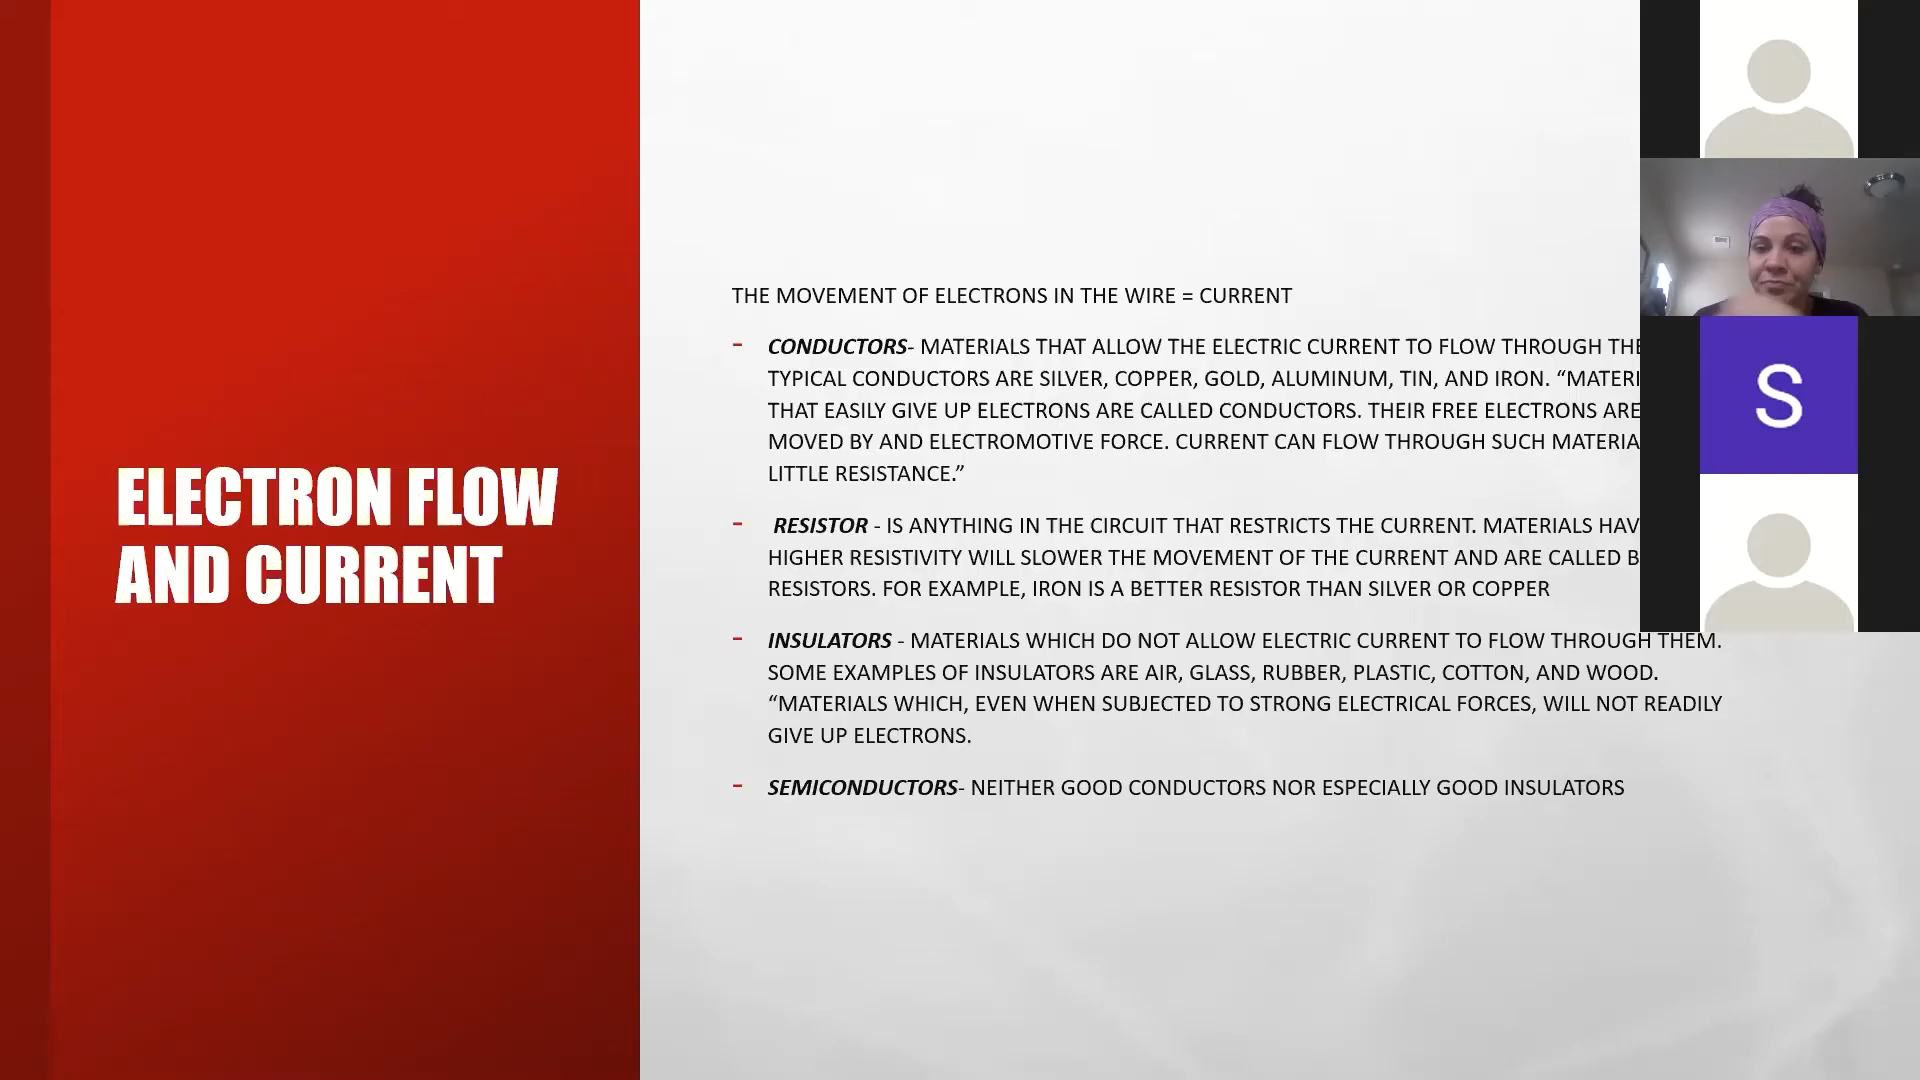 ELECTRON FLOW
AND CURRENT
THE MOVEMENT OF ELECTRONS IN THE WIRE = CURRENT
- CONDUCTORS- MATERIALS THAT ALLOW THE ELECTRIC CURRENT TO FLOW THROUGH
TYPICAL CONDUCTORS ARE SILVER, COPPER, GOLD, ALUMINUM, TIN, AND IRON. “
THAT EASILY GIVE UP ELECTRONS ARE CALLED CONDUCTORS. THEIR FREE ELECTRONS ARE
MOVED BY AND ELECTROMOTIVE FORCE. CURRENT CAN FLOW THROUGH SUCH
LITTLE RESISTANCE.”
- RESISTOR - IS ANYTHING IN THE CIRCUIT THAT RESTRICTS THE CURRENT. MATERIALS
HIGHER RESISTIVITY WILL SLOWER THE MOVEMENT OF THE CURRENT AND ARE CALLED
RESISTORS. FOR EXAMPLE, IRON IS A BETTER RESISTOR THAN SILVER OR COPPER
- INSULATORS - MATERIALS WHICH DO NOT ALLOW ELECTRIC CURRENT TO FLOW THROUGH THEM.
SOME EXAMPLES OF INSULATORS ARE AIR, GLASS, RUBBER, PLASTIC, COTTON, AND WOOD.
“MATERIALS WHICH, EVEN WHEN SUBJECTED TO STRONG ELECTRICAL FORCES, WILL NOT READILY
GIVE UP ELECTRONS.
- SEMICONDUCTORS- NEITHER GOOD CONDUCTORS NOR ESPECIALLY GOOD INSULATORS
S